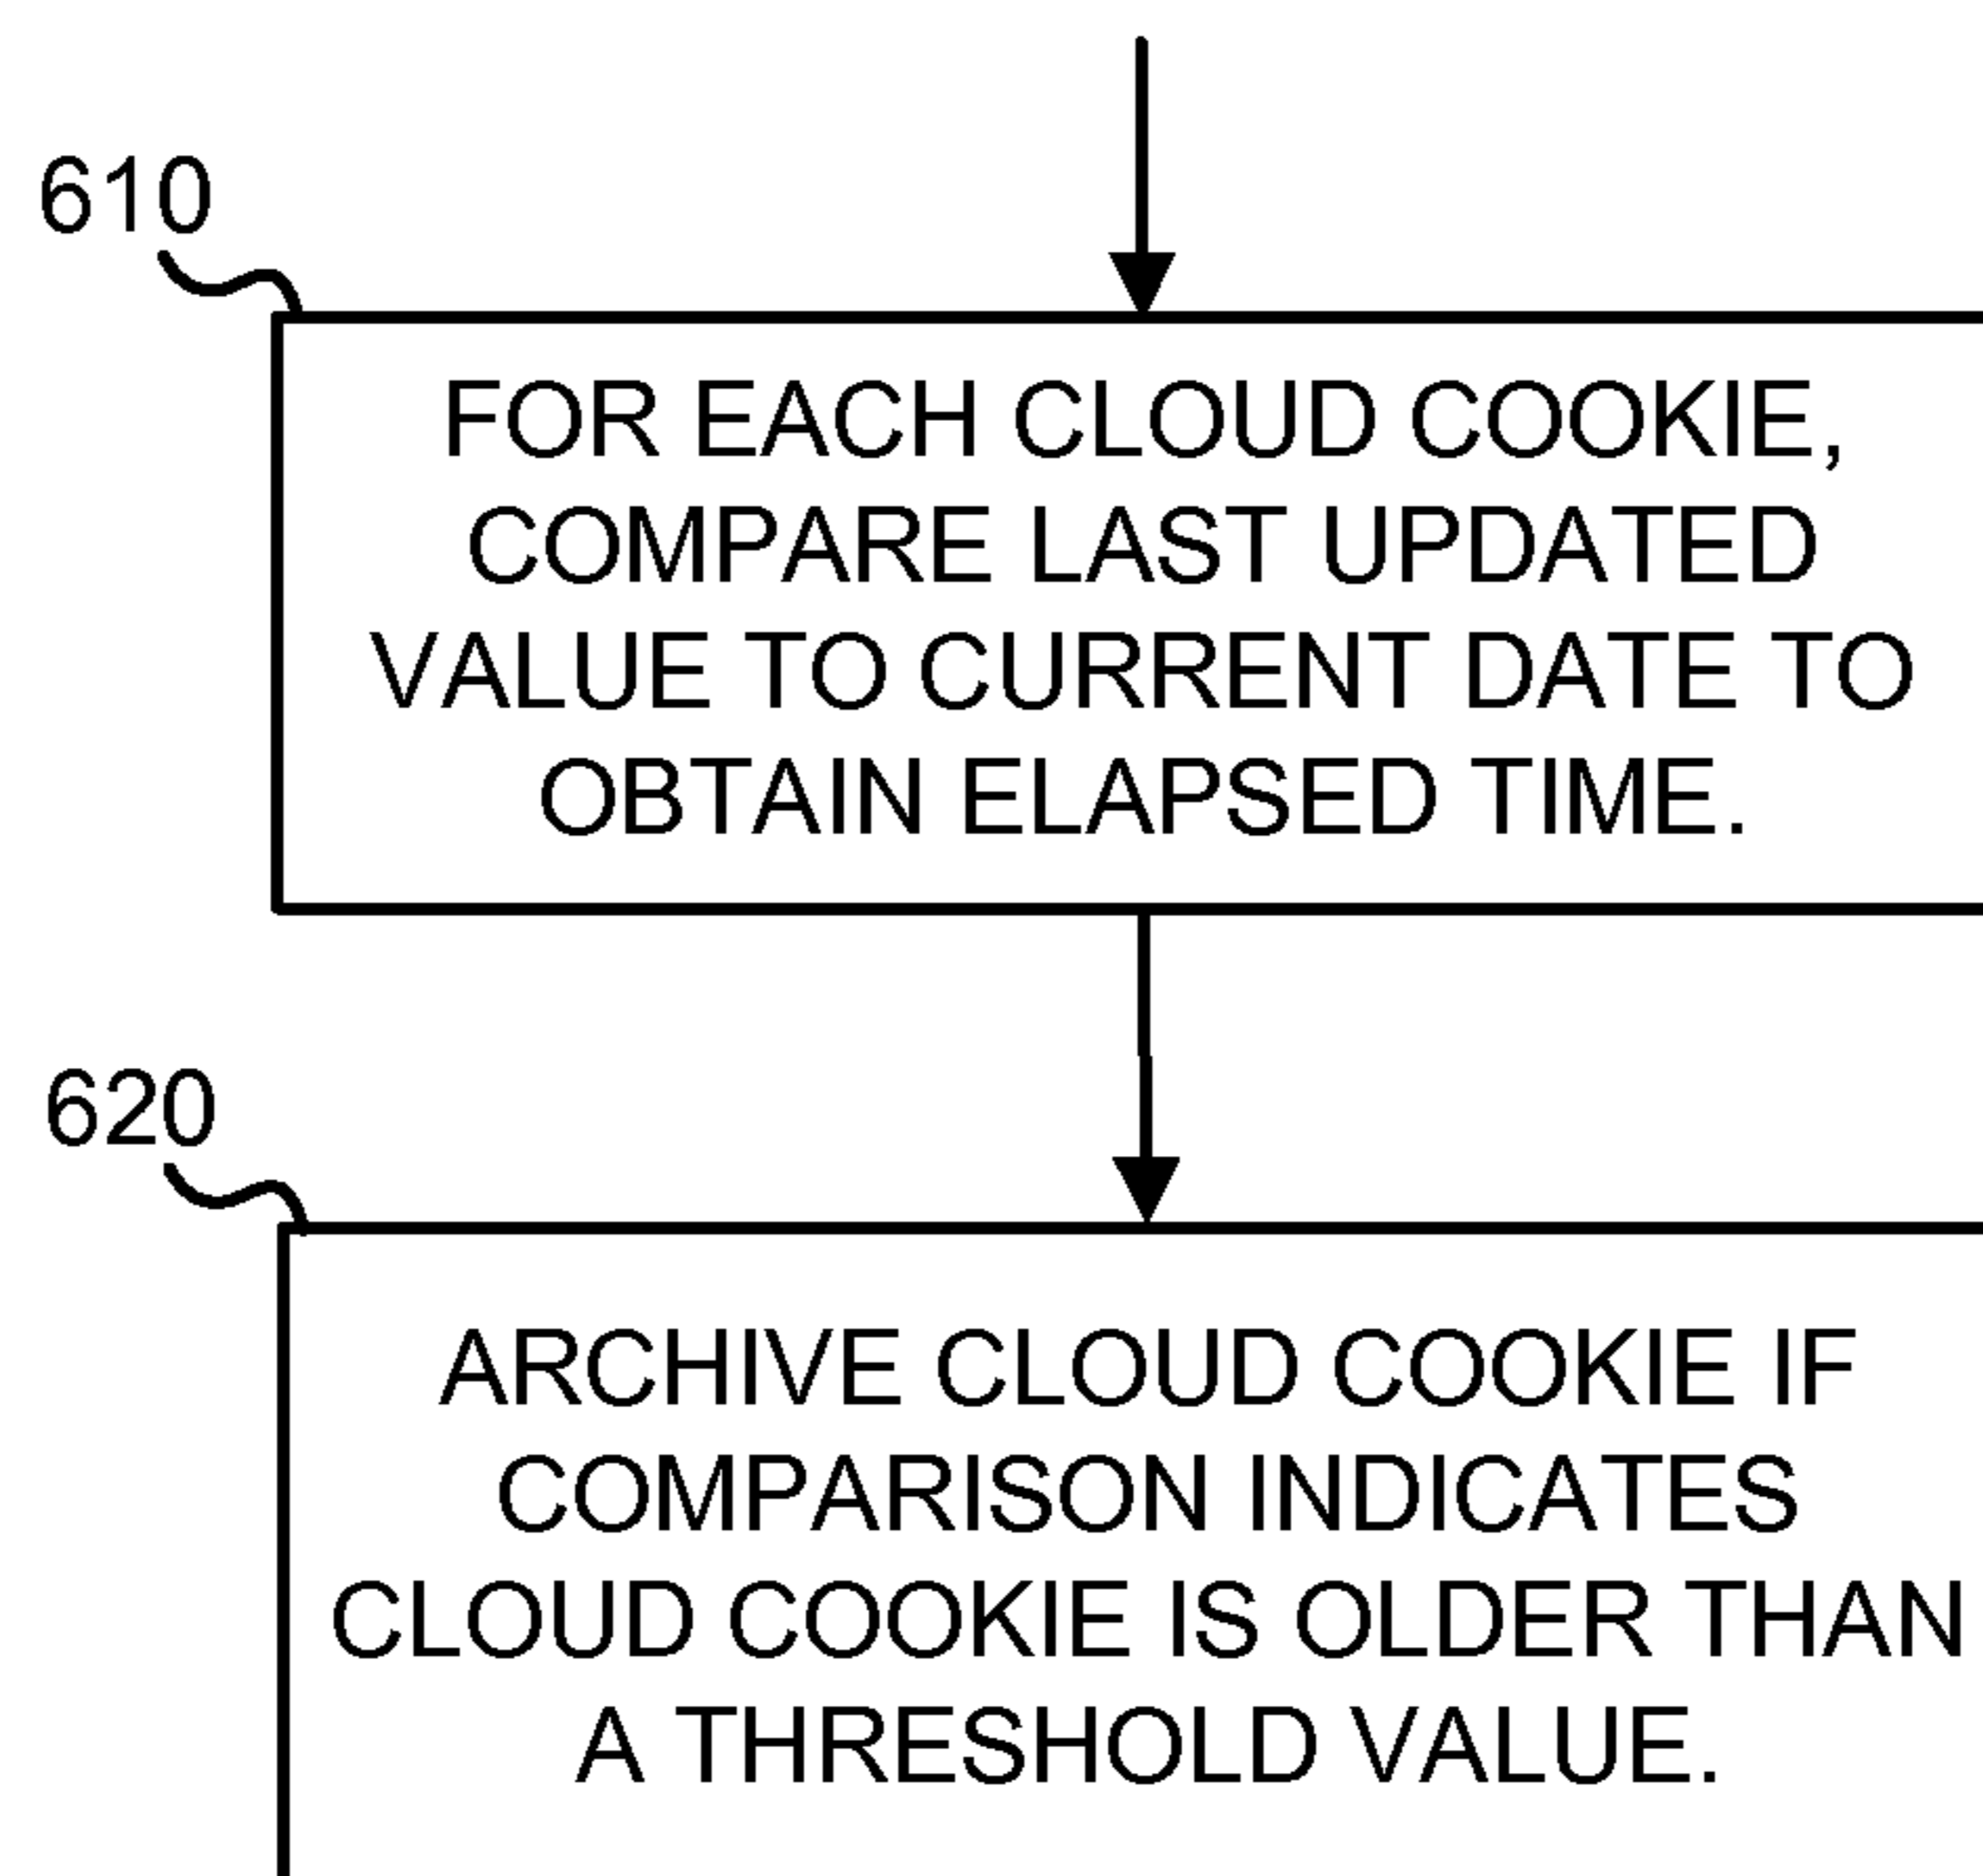 610
FOR EACH CLOUD COOKIE,
COMPARE LAST UPDATED
VALUE TO CURRENT DATE TO
OBTAIN ELAPSED TIME.
620
ARCHIVE CLOUD COOKIE IF
COMPARISON INDICATES
CLOUD COOKIE IS OLDER THAN
A THRESHOLD VALUE.